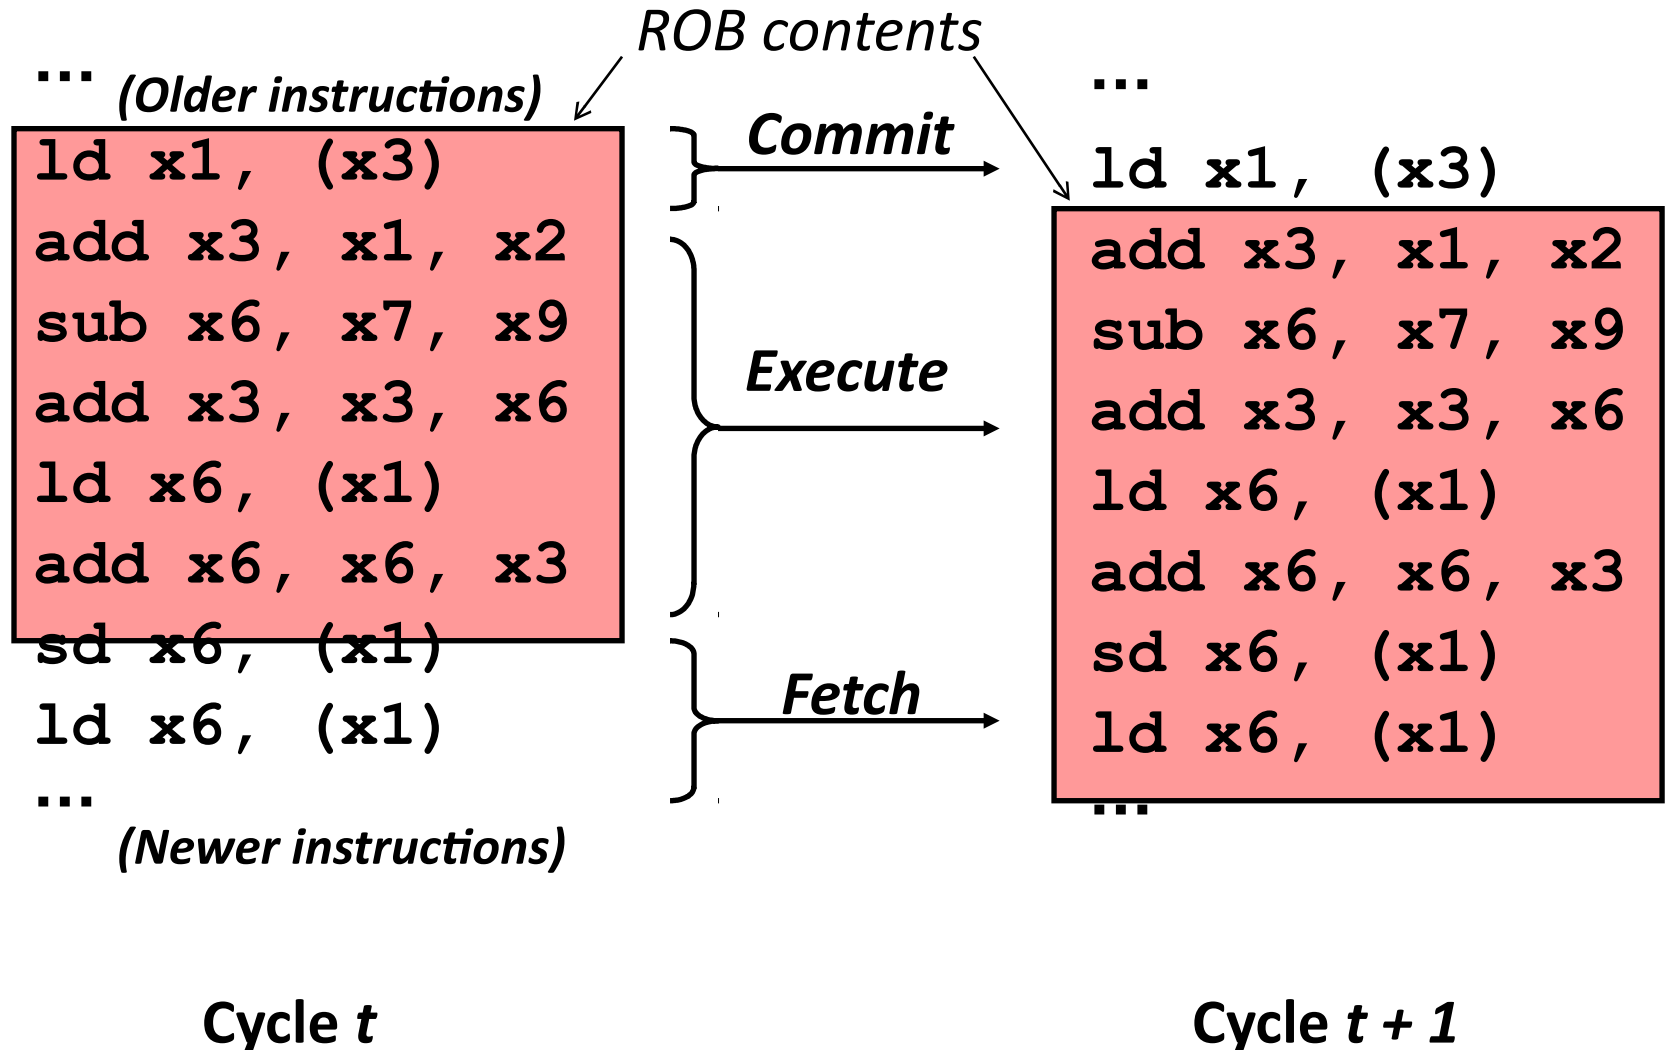 ROB contents
...
(Older instructions)
ld x1, (x3)
add x3, x1, x2
sub x6, x7, x9
add x3, x3, x6
ld x6, (x1)
add x6, x6, x3
sd x6, (x1)
ld x6, (x1)
...
(Newer instructions)
Cycle t
Commit
Execute
Fetch
...
ld x1, (x3)
add x3, x1, x2
sub x6, x7, x9
add x3, x3, x6
ld x6, (x1)
add x6, x6, x3
sd x6, (x1)
ld x6, (x1)
...
Cycle t + 1